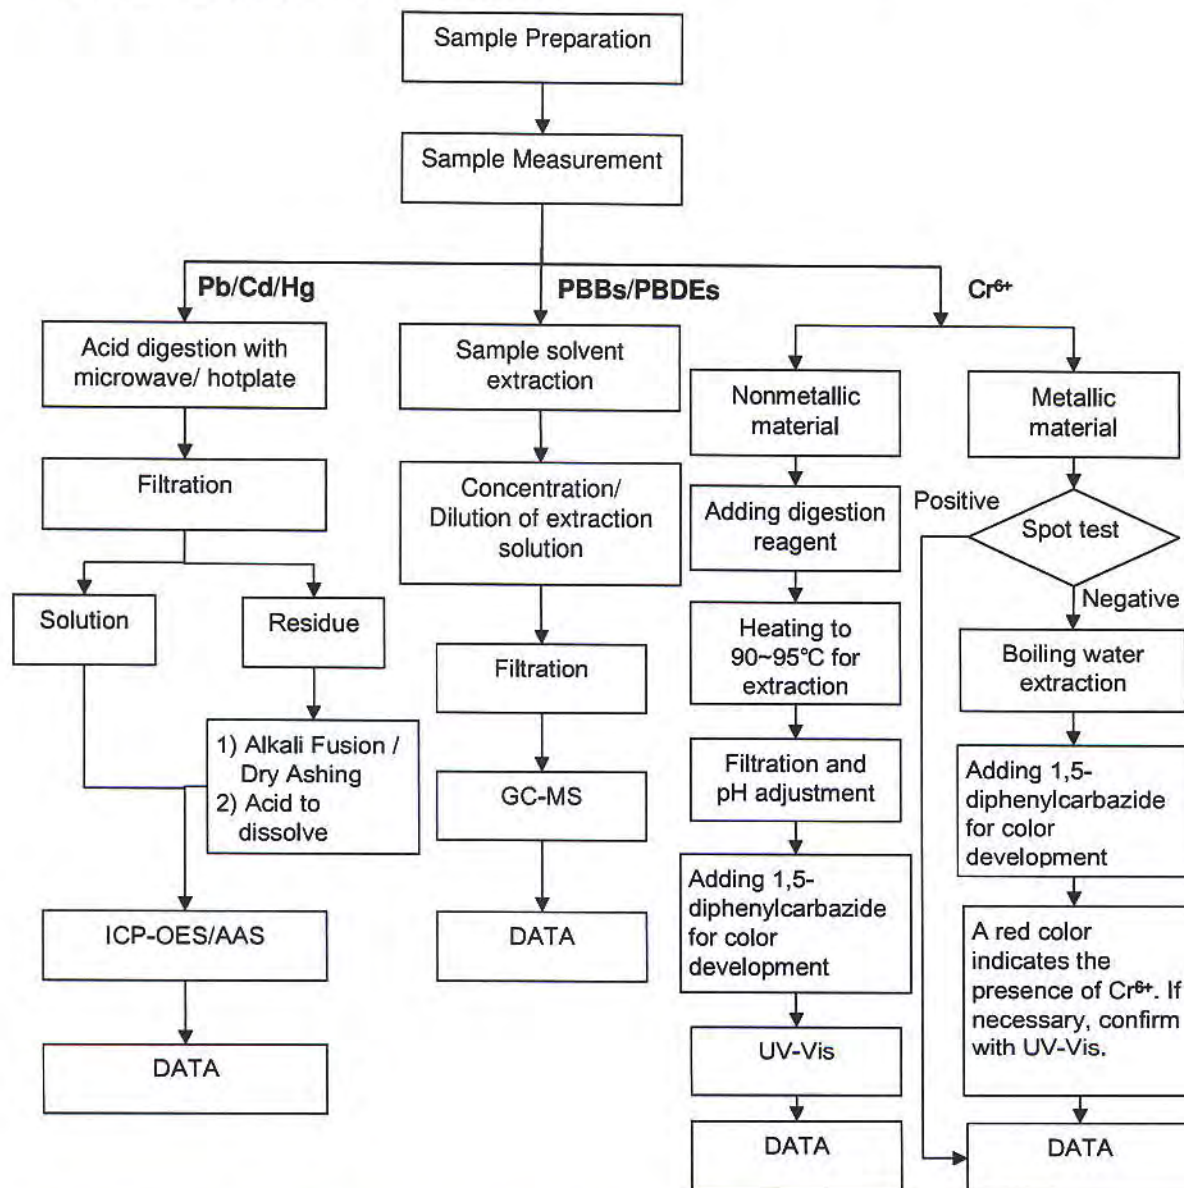 Sample Preparation
Sample Measurement
Pb/Cd/Hg
PBBs/PBDEs
Cr⁶⁺
Acid digestion with
microwave/ hotplate
Filtration
Solution
Residue
1) Alkali Fusion /
Dry Ashing
2) Acid to
dissolve
ICP-OES/AAS
DATA
Sample solvent
extraction
Concentration/
Dilution of extraction
solution
Filtration
GC-MS
DATA
Nonmetallic
material
Adding digestion
reagent
Heating to
90~95°C for
extraction
Filtration and
pH adjustment
Adding 1,5-
diphenylcarbazide
for color
development
UV-Vis
DATA
Metallic
material
Positive
Spot test
Negative
Boiling water
extraction
Adding 1,5-
diphenylcarbazide
for color
development
A red color
indicates the
presence of Cr⁶⁺. If
necessary, confirm
with UV-Vis.
DATA